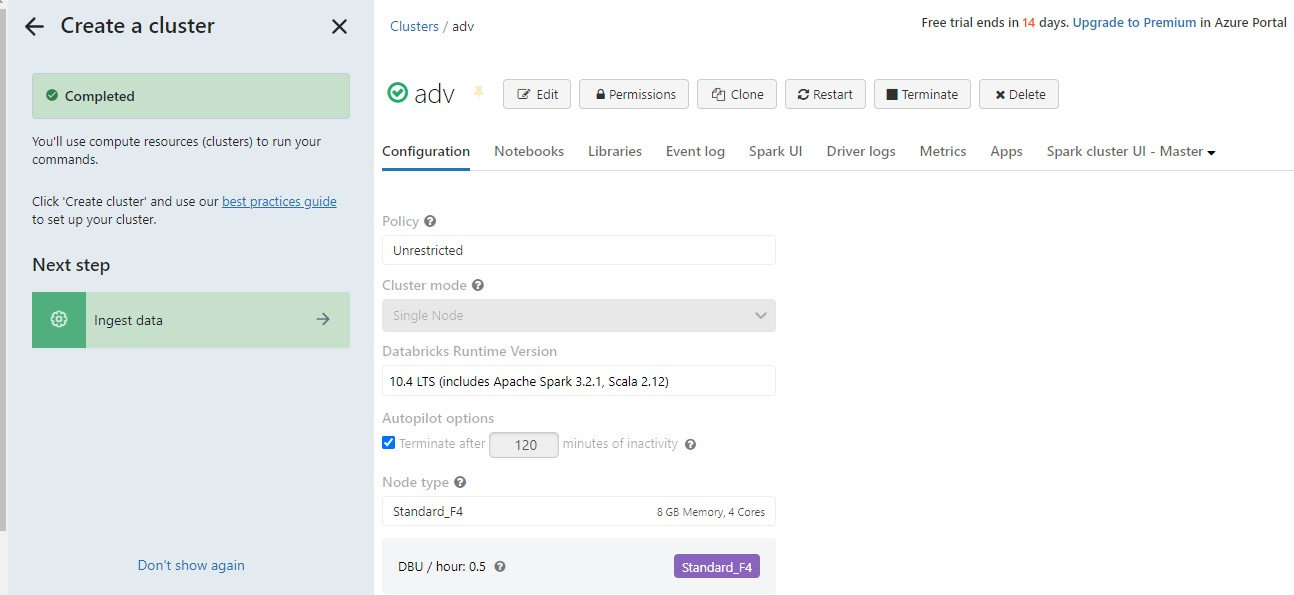 Create a cluster
Completed
You'll use compute resources (clusters) to run your
commands.
Click 'Create cluster' and use our best practices guide
to set up your cluster.
Next step
Ingest data
Don't show again
Clusters / adv
Free trial ends in 14 days. Upgrade to Premium in Azure Portal
adv
Edit
Permissions
Clone
Restart
Terminate
Delete
Configuration
Notebooks
Libraries
Event log
Spark UI
Driver logs
Metrics
Apps
Spark cluster UI - Master
Policy
Unrestricted
Cluster mode
Single Node
Databricks Runtime Version
10.4 LTS (includes Apache Spark 3.2.1, Scala 2.12)
Autopilot options
Terminate after 120 minutes of inactivity
Node type
Standard_F4 8 GB Memory, 4 Cores
DBU / hour: 0.5 Standard_F4